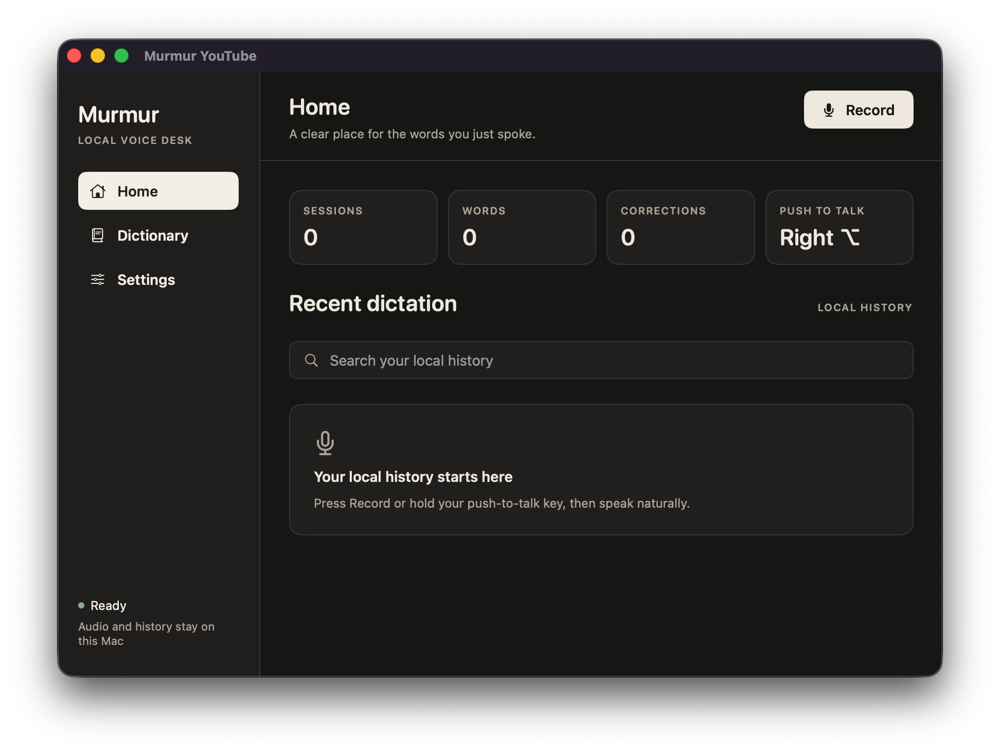 Murmur YouTube
Murmur
LOCAL VOICE DESK
Home
Dictionary
Settings
Ready
Audio and history stay on
this Mac
Home
A clear place for the words you just spoke.
Record
SESSIONS
0
WORDS
0
CORRECTIONS
0
PUSH TO TALK
Right ⌥
Recent dictation
LOCAL HISTORY
Search your local history
Your local history starts here
Press Record or hold your push-to-talk key, then speak naturally.